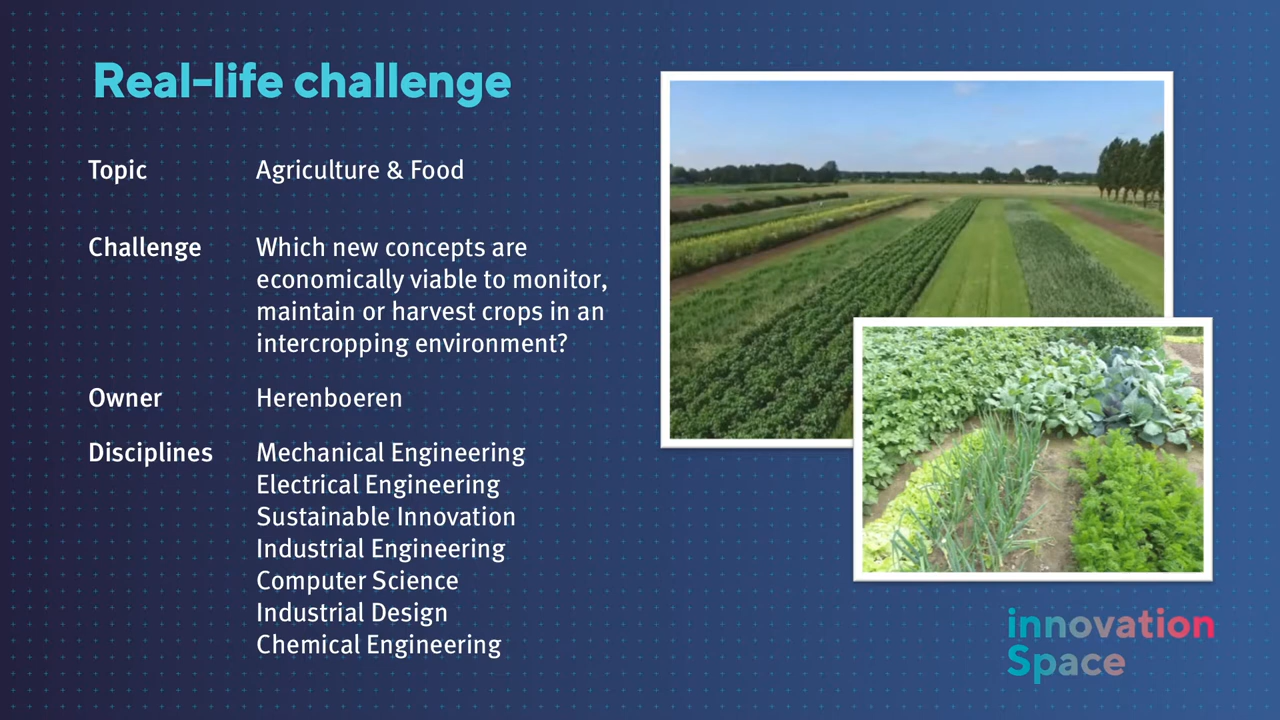 Real-life challenge
Topic Agriculture & Food
Challenge Which new concepts are
economically viable to monitor,
maintain or harvest crops in an
intercropping environment?
Owner Herenboeren
Disciplines Mechanical Engineering
Electrical Engineering
Sustainable Innovation
Industrial Engineering
Computer Science
Industrial Design
Chemical Engineering
innovation
Space